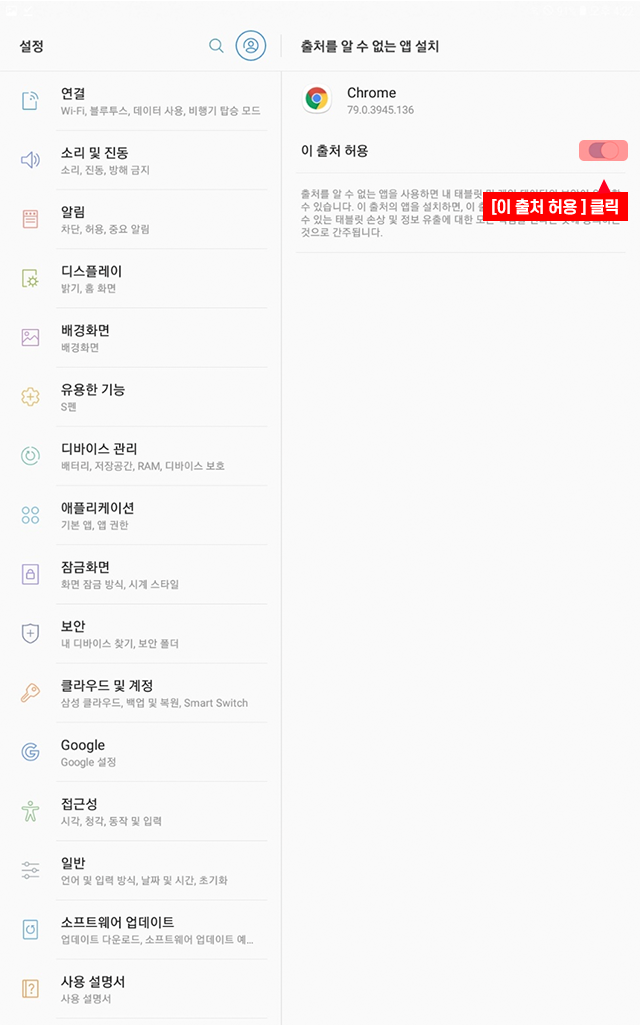 설정
연결
Wi-Fi, 블루투스, 데이터 사용, 비행기 탑승 모드
소리 및 진동
소리, 진동, 방해 금지
알림
차단, 허용, 중요 알림
디스플레이
밝기, 홈 화면
배경화면
배경화면
유용한 기능
S펜
디바이스 관리
배터리, 저장공간, RAM, 디바이스 보호
애플리케이션
기본 앱, 앱 권한
잠금화면
화면 잠금 방식, 시계 스타일
보안
내 디바이스 찾기, 보안 폴더
클라우드 및 계정
삼성 클라우드, 백업 및 복원, Smart Switch
Google
Google 설정
접근성
시각, 청각, 동작 및 입력
일반
언어 및 입력 방식, 날짜 및 시간, 초기화
소프트웨어 업데이트
업데이트 다운로드, 소프트웨어 업데이트 예...
사용 설명서
사용 설명서
출처를 알 수 없는 앱 설치
Chrome
79.0.3945.136
이 출처 허용
[이 출처 허용 ] 클릭
출처를 알 수 없는 앱을 사용하면 내 태블릿
수 있습니다. 이 출처의 앱을 설치하면, 이
수 있는 태블릿 손상 및 정보 유출에 대한
것으로 간주됩니다.